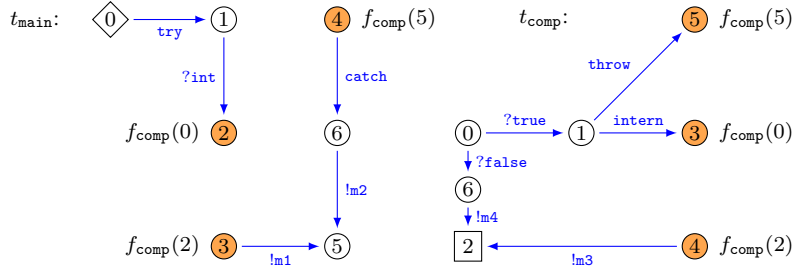 t_main: 0 try 1 4 f_comp(5) t_comp: 5 f_comp(5)
?int catch throw
f_comp(0) 2 6 0 ?true 1 intern 3 f_comp(0)
?false
!m2 6
!m4
f_comp(2) 3 !m1 5 2 !m3 4 f_comp(2)